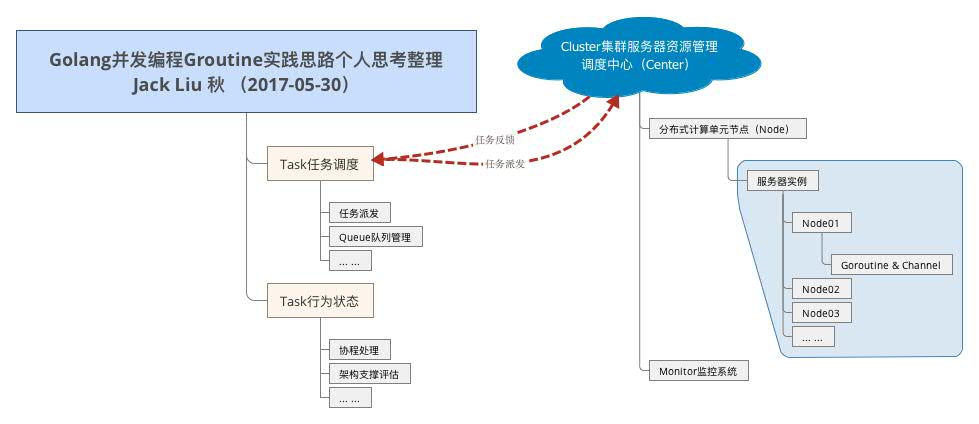 Golang并发编程Groutine实践思路个人思考整理
Jack Liu 秋 （2017-05-30）
Cluster集群服务器资源管理
调度中心（Center）
任务反馈
任务派发
Task任务调度
任务派发
Queue队列管理
... ...
Task行为状态
协程处理
架构支撑评估
... ...
分布式计算单元节点（Node）
服务器实例
Node01
Goroutine & Channel
Node02
Node03
... ...
Monitor监控系统